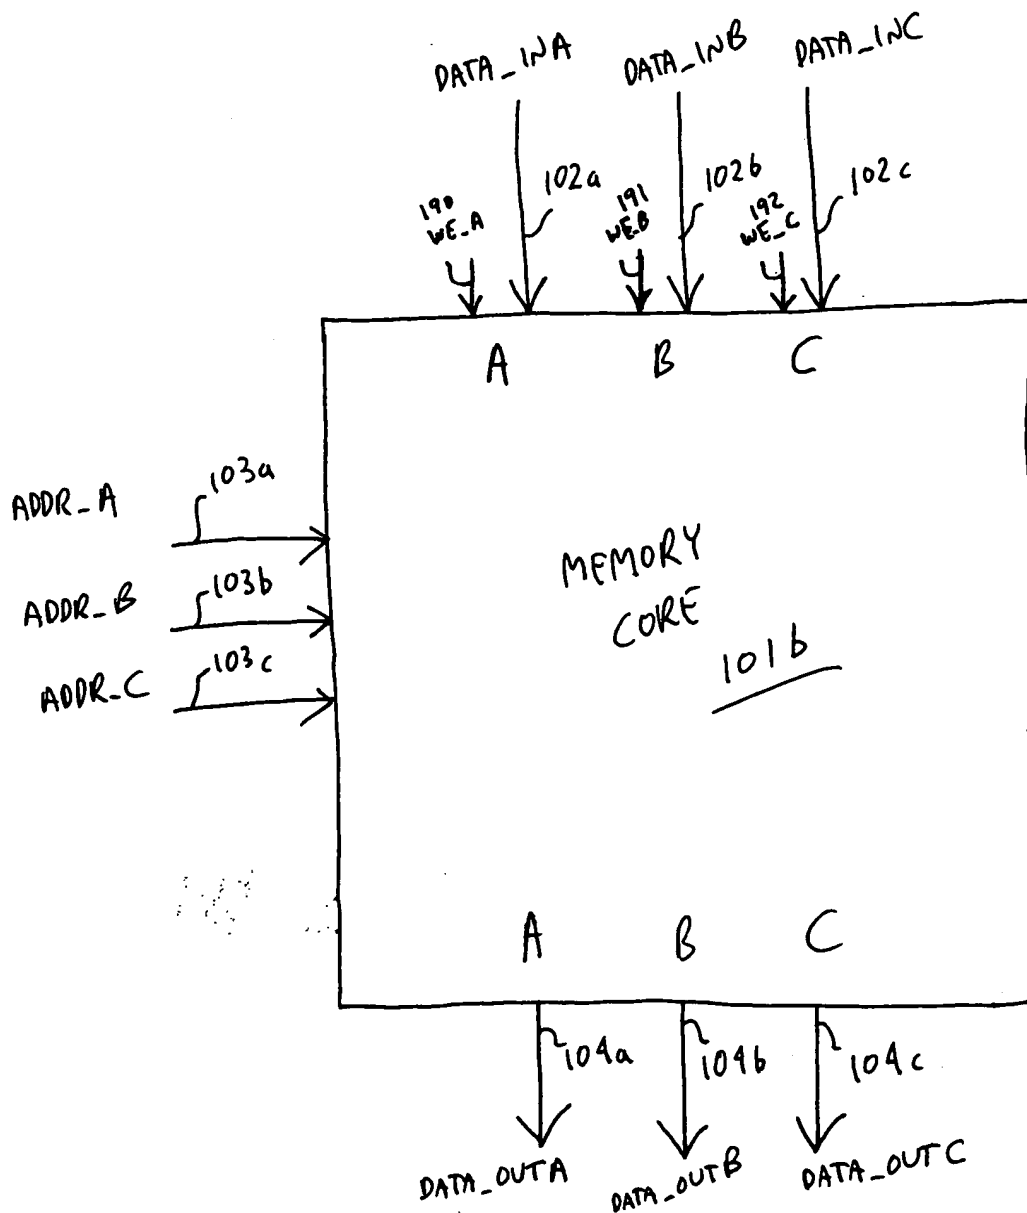 DATA_INA
DATA_INB
DATA_INC
102a
102b
102c
190
WE_A
191
WE_B
192
WE_C
A
B
C
ADDR_A
103a
ADDR_B
103b
ADDR_C
103c
MEMORY
CORE
101b
A
B
C
104a
104b
104c
DATA_OUTA
DATA_OUTB
DATA_OUTC